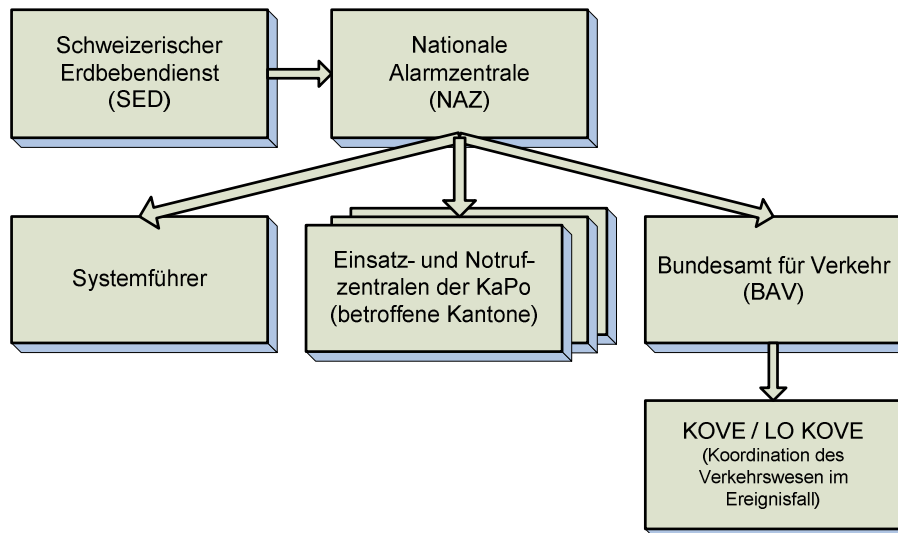 Schweizerischer
Erdbebendienst
(SED)
Nationale
Alarmzentrale
(NAZ)
Systemführer
Einsatz- und Notruf-
zentralen der KaPo
(betroffene Kantone)
Bundesamt für Verkehr
(BAV)
KOVE / LO KOVE
(Koordination des
Verkehrswesen im
Ereignisfall)